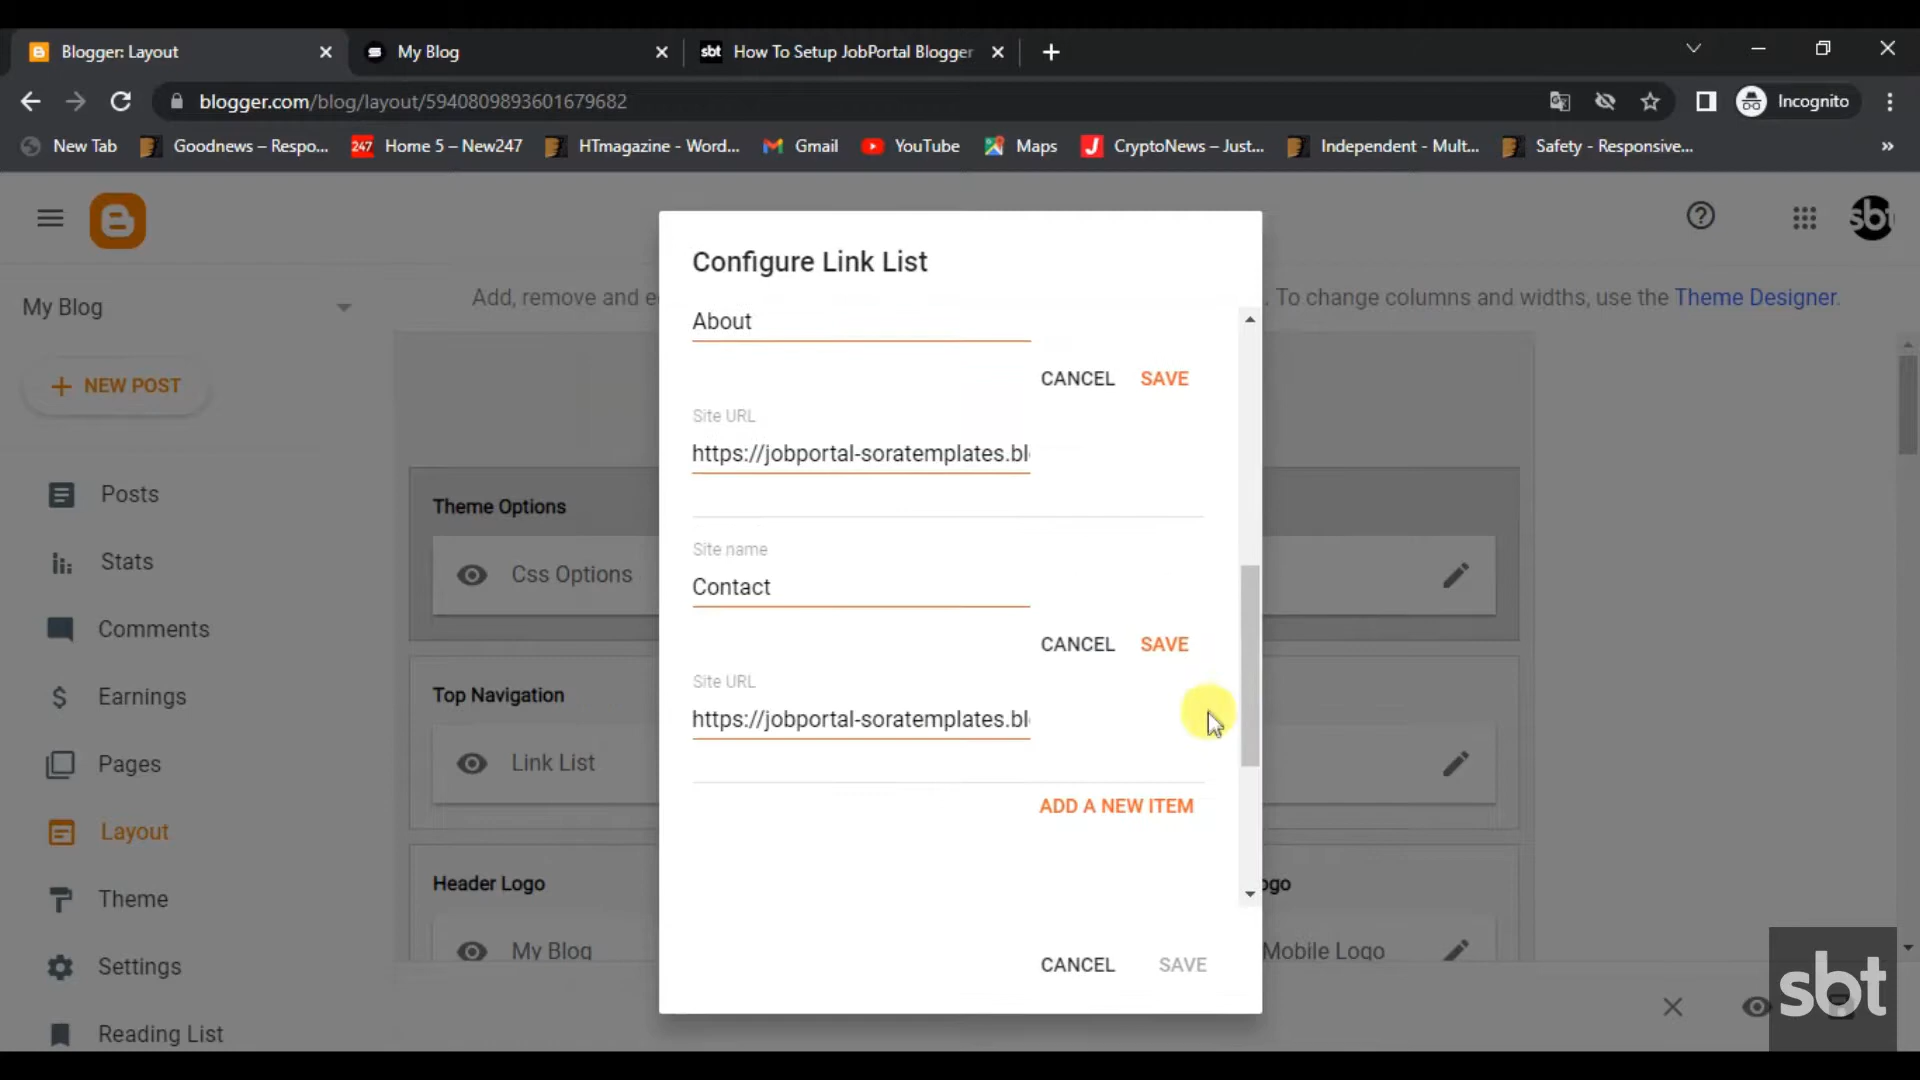 Blogger: Layout
My Blog
sbt How To Setup JobPortal Blogger
blogger.com/blog/layout/5940809893601679682
Incognito
New Tab
Goodnews – Respo...
247 Home 5 – New247
HTmagazine - Word...
Gmail
YouTube
Maps
CryptoNews – Just...
Independent - Mult...
Safety - Responsive...
»
sbt
My Blog
NEW POST
Posts
Stats
Comments
Earnings
Pages
Layout
Theme
Settings
Reading List
Add, remove and e
. To change columns and widths, use the Theme Designer.
Theme Options
Css Options
Top Navigation
Link List
Header Logo
My Blog
ogo
Mobile Logo
Configure Link List
About
CANCEL SAVE
Site URL
https://jobportal-soratemplates.bl
Site name
Contact
CANCEL SAVE
Site URL
https://jobportal-soratemplates.bl
ADD A NEW ITEM
CANCEL SAVE
sbt